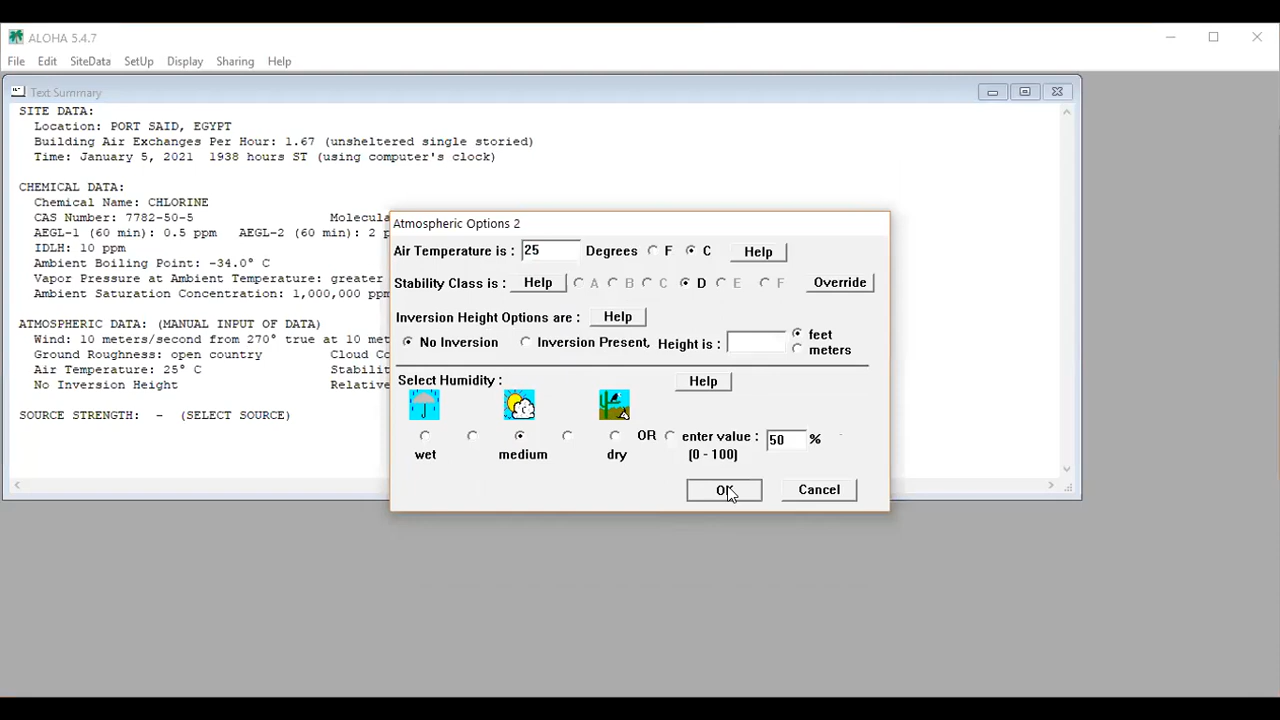 ALOHA 5.4.7
File Edit SiteData SetUp Display Sharing Help
Text Summary
SITE DATA:
Location: PORT SAID, EGYPT
Building Air Exchanges Per Hour: 1.67 (unsheltered single storied)
Time: January 5, 2021 1938 hours ST (using computer's clock)
CHEMICAL DATA:
Chemical Name: CHLORINE
CAS Number: 7782-50-5 Molecula
AEGL-1 (60 min): 0.5 ppm AEGL-2 (60 min): 2 p
IDLH: 10 ppm
Ambient Boiling Point: -34.0° C
Vapor Pressure at Ambient Temperature: greater
Ambient Saturation Concentration: 1,000,000 ppm
ATMOSPHERIC DATA: (MANUAL INPUT OF DATA)
Wind: 10 meters/second from 270° true at 10 met
Ground Roughness: open country Cloud Co
Air Temperature: 25° C Stabilit
No Inversion Height Relative
SOURCE STRENGTH: - (SELECT SOURCE)
Atmospheric Options 2
Air Temperature is : 25 Degrees F C Help
Stability Class is : Help A B C D E F Override
Inversion Height Options are : Help
No Inversion Inversion Present, Height is : feet
meters
Select Humidity : Help
OR enter value : 50 %
wet medium dry (0 - 100)
OK Cancel